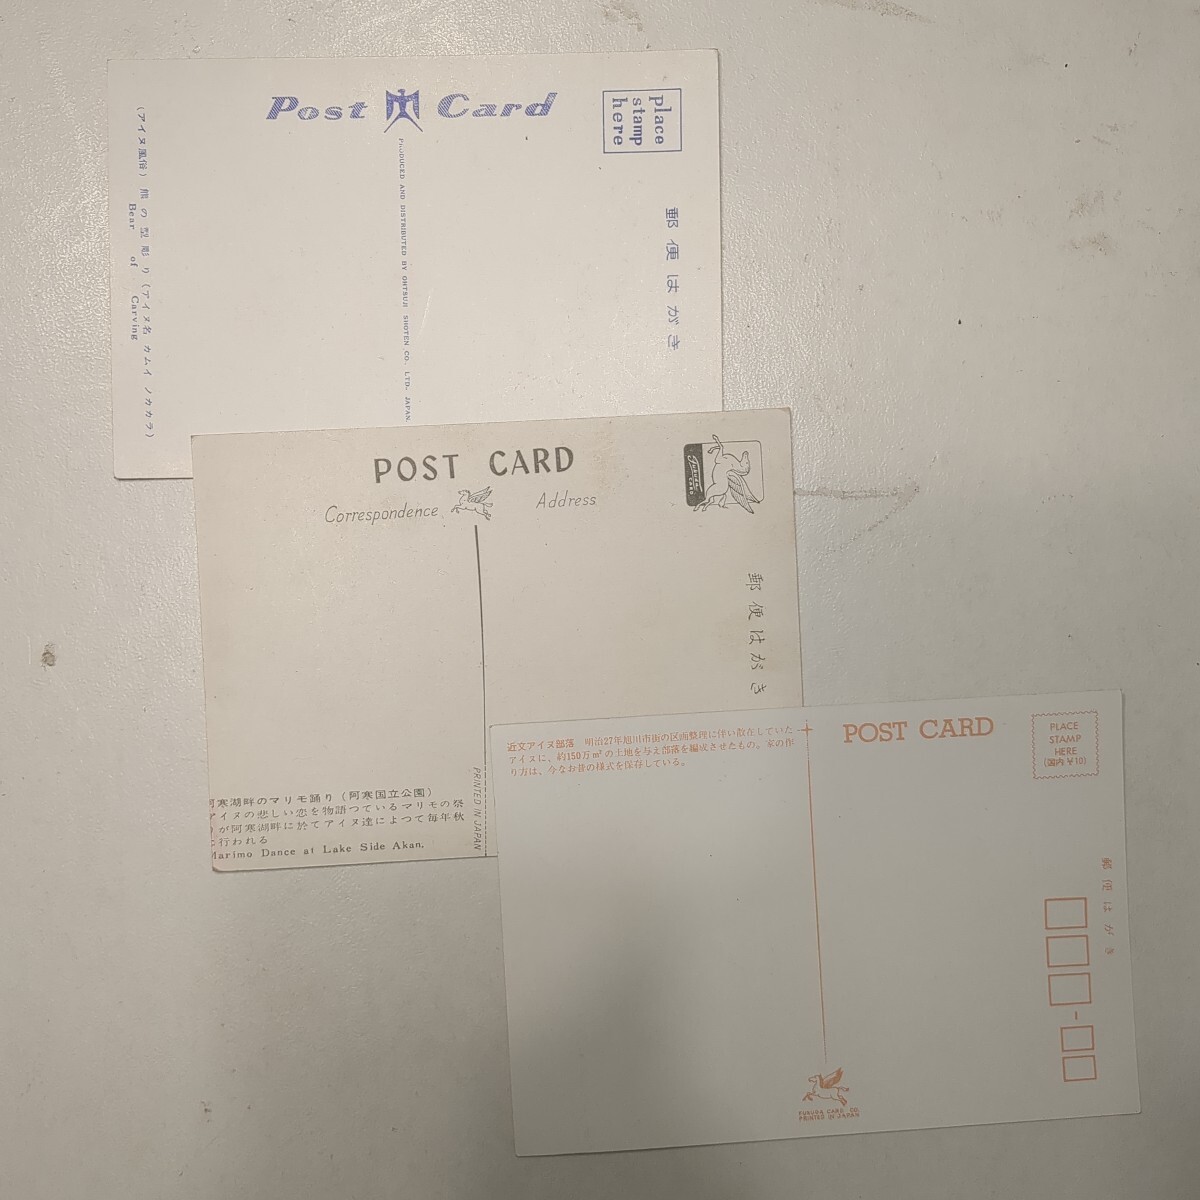 Post Card
place
stamp
here
郵便はがき
PRODUCED AND DISTRIBUTED BY OHTSUJI SHOTEN CO. LTD. JAPAN.
(アイヌ風俗) 熊の型彫り (アイヌ名 カムイノカカラ)
Bear of Carving
POST CARD
Correspondence
Address
Fukuda
CARD
郵便はがき
PRINTED IN JAPAN
阿寒湖畔のマリモ踊り (阿寒国立公園)
アイヌの悲しい恋を物語つているマリモの祭
りが阿寒湖畔に於てアイヌ達によつて毎年秋
に行われる
Marimo Dance at Lake Side Akan.
近文アイヌ部落 明治27年旭川市街の区画整理に伴い散在していた
アイヌに、約150万m²の土地を与え部落を編成させたもの。家の作
り方は、今なお昔の様式を保存している。
POST CARD
PLACE
STAMP
HERE
(国内 ¥10)
郵便はがき
FUKUDA CARD CO.
PRINTED IN JAPAN